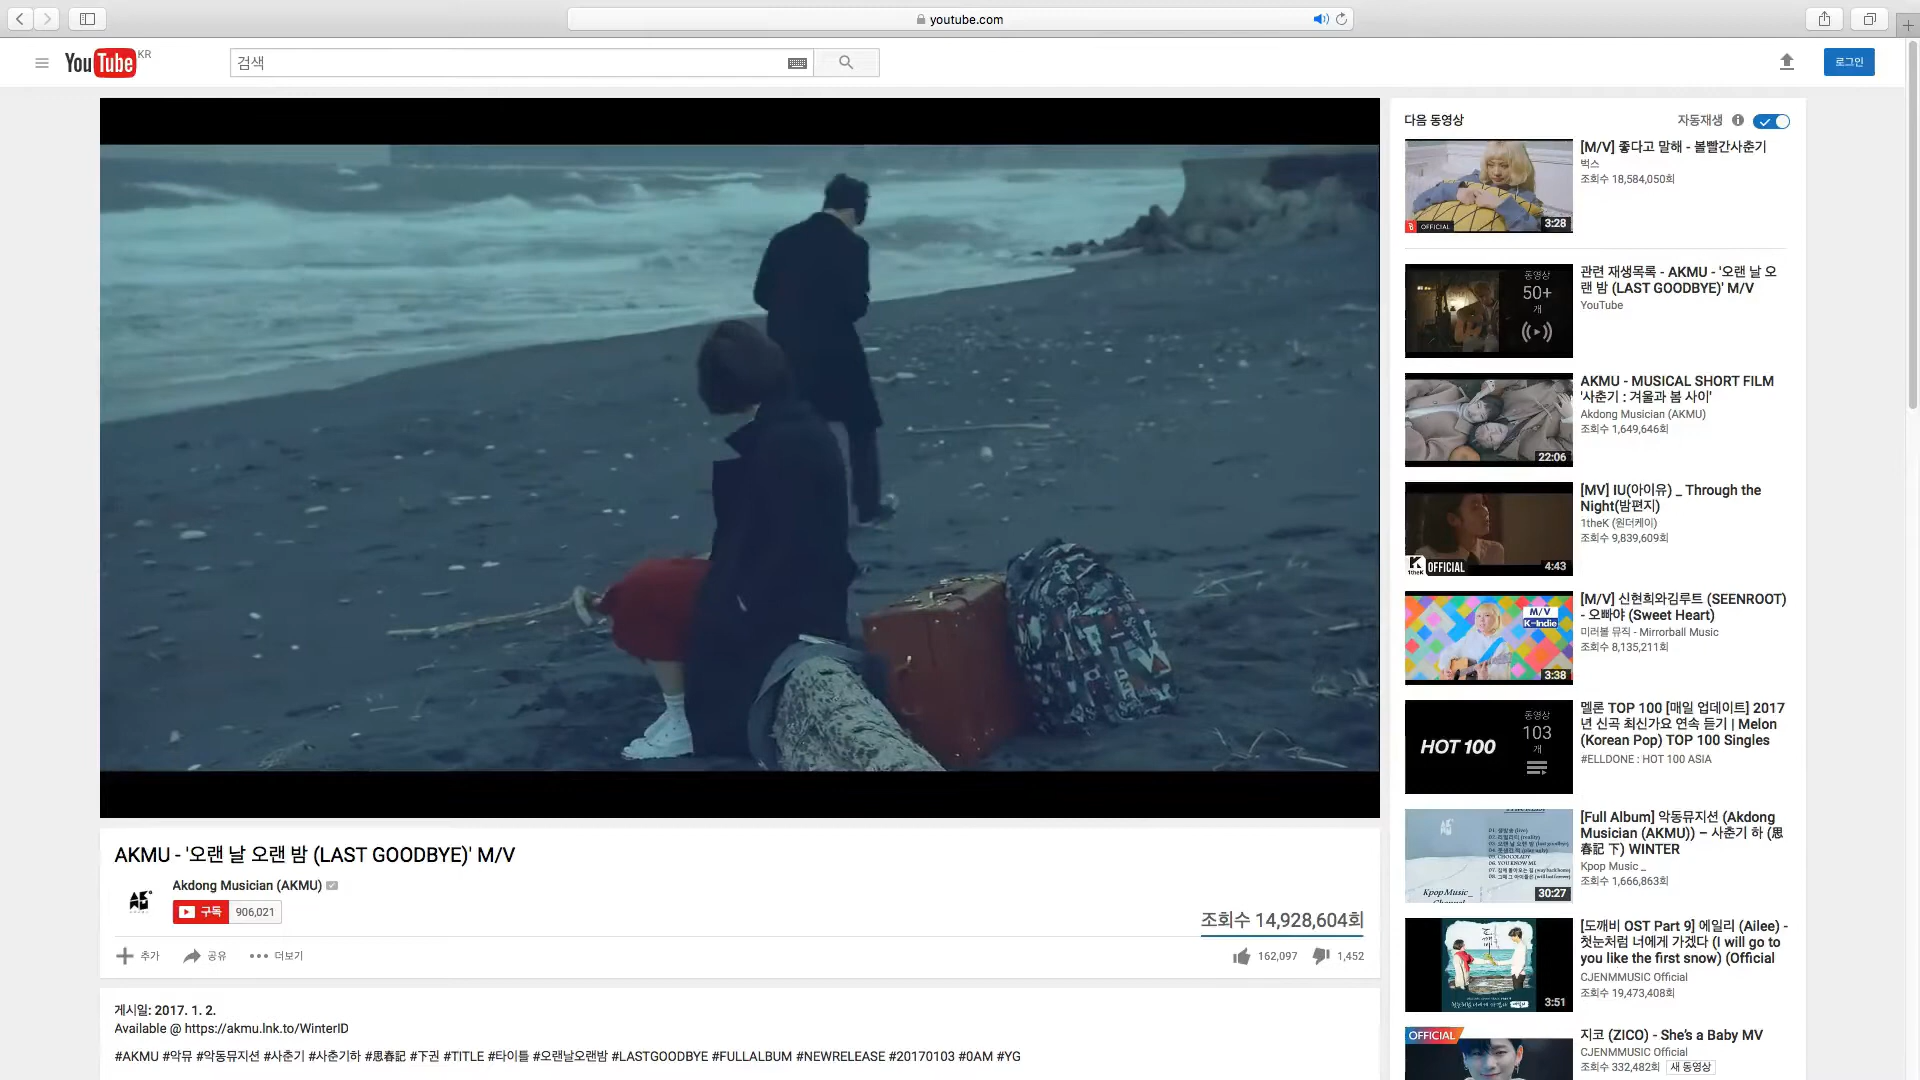 youtube.com
YouTube KR
검색
로그인
다음 동영상
자동재생
[M/V] 좋다고 말해 - 볼빨간사춘기
벅스
조회수 18,584,050회
OFFICIAL
3:28
관련 재생목록 - AKMU - '오랜 날 오
랜 밤 (LAST GOODBYE)' M/V
YouTube
동영상
50+
개
AKMU - MUSICAL SHORT FILM
'사춘기 : 겨울과 봄 사이'
Akdong Musician (AKMU)
조회수 1,649,646회
22:06
[MV] IU(아이유) _ Through the
Night(밤편지)
1theK (원더케이)
조회수 9,839,609회
K
1theK OFFICIAL
4:43
[M/V] 신현희와김루트 (SEENROOT)
- 오빠야 (Sweet Heart)
미러볼 뮤직 - Mirrorball Music
조회수 8,135,211회
M/V
K-Indie
3:38
멜론 TOP 100 [매일 업데이트] 2017
년 신곡 최신가요 연속 듣기 | Melon
(Korean Pop) TOP 100 Singles
#ELLDONE : HOT 100 ASIA
HOT 100
동영상
103
개
[Full Album] 악동뮤지션 (Akdong
Musician (AKMU)) – 사춘기 하 (思
春記 下) WINTER
Kpop Music _
조회수 1,666,863회
Kpop Music _
Channel
30:27
[도깨비 OST Part 9] 에일리 (Ailee) -
첫눈처럼 너에게 가겠다 (I will go to
you like the first snow) (Official
CJENMMUSIC Official
조회수 19,473,408회
3:51
지코 (ZICO) - She's a Baby MV
CJENMMUSIC Official
조회수 332,482회 새 동영상
OFFICIAL
AKMU - '오랜 날 오랜 밤 (LAST GOODBYE)' M/V
Akdong Musician (AKMU)
구독 906,021
조회수 14,928,604회
추가 공유 더보기
162,097 1,452
게시일: 2017. 1. 2.
Available @ https://akmu.lnk.to/WinterID
#AKMU #악뮤 #악동뮤지션 #사춘기 #사춘기하 #思春記 #下권 #TITLE #타이틀 #오랜날오랜밤 #LASTGOODBYE #FULLALBUM #NEWRELEASE #20170103 #0AM #YG